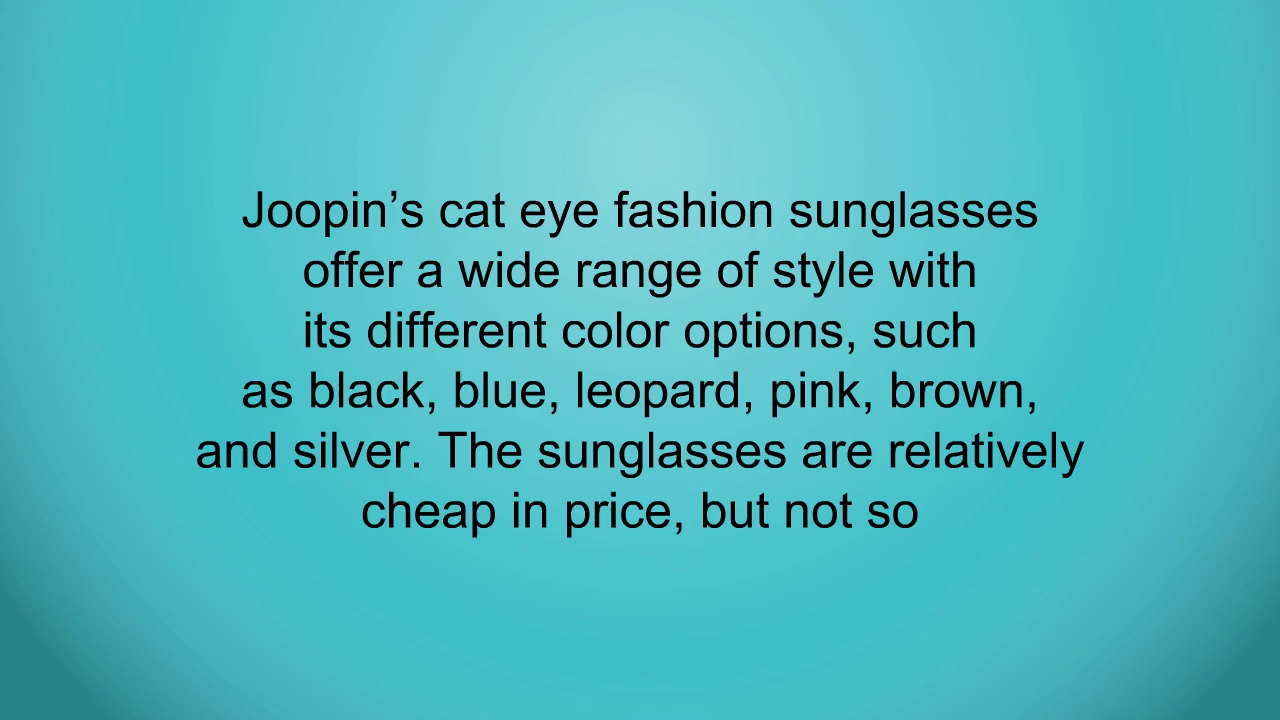 Joopin’s cat eye fashion sunglasses
offer a wide range of style with
its different color options, such
as black, blue, leopard, pink, brown,
and silver. The sunglasses are relatively
cheap in price, but not so